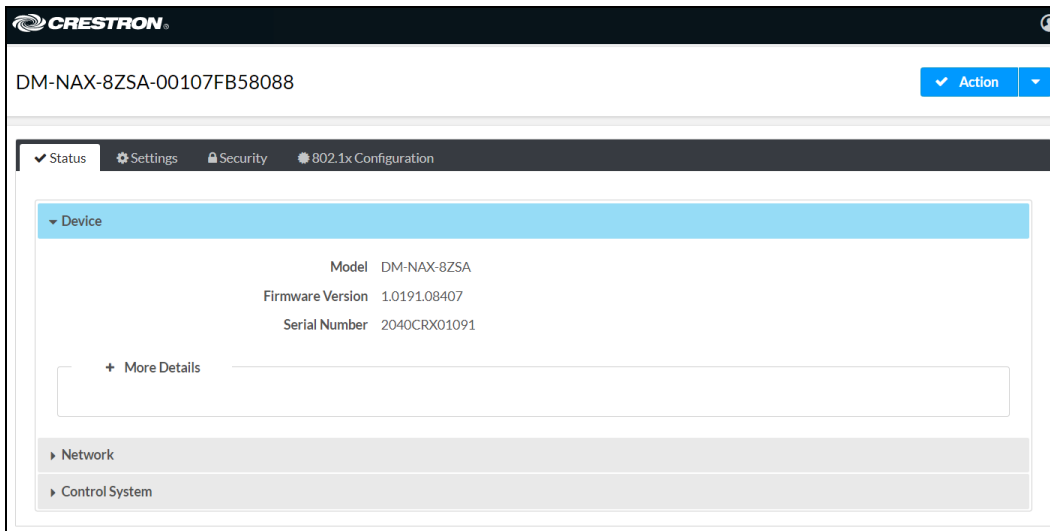 CRESTRON®
DM-NAX-8ZSA-00107FB58088
Action
Status Settings Security 802.1x Configuration
Device
Model DM-NAX-8ZSA
Firmware Version 1.0191.08407
Serial Number 2040CRX01091
+ More Details
Network
Control System